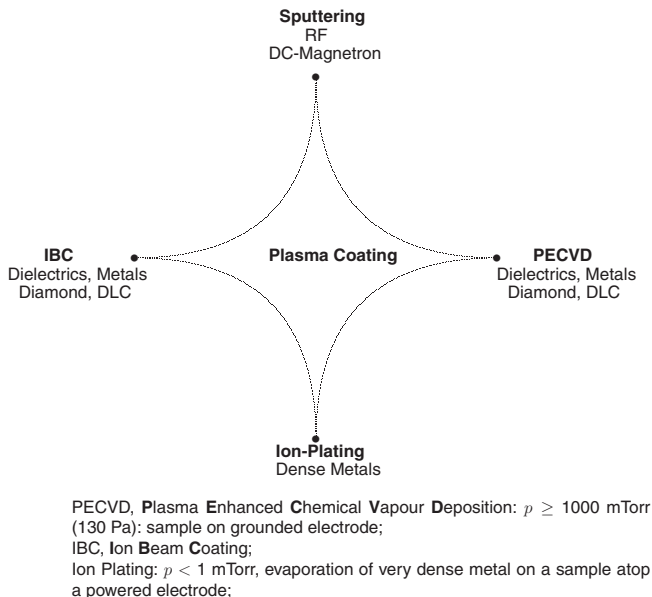 Sputtering
RF
DC-Magnetron
IBC
Dielectrics, Metals
Diamond, DLC
Plasma Coating
PECVD
Dielectrics, Metals
Diamond, DLC
Ion-Plating
Dense Metals
PECVD, Plasma Enhanced Chemical Vapour Deposition: p ≥ 1000 mTorr
(130 Pa): sample on grounded electrode;
IBC, Ion Beam Coating;
Ion Plating: p < 1 mTorr, evaporation of very dense metal on a sample atop
a powered electrode;